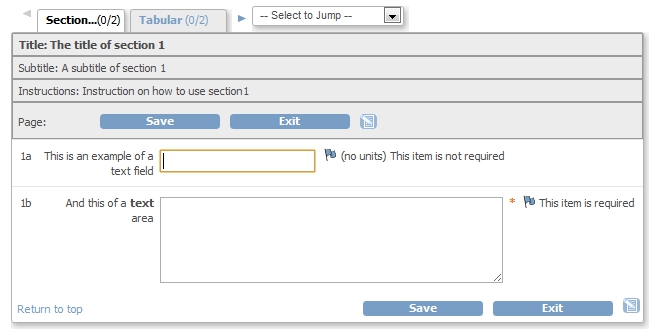 Section...(0/2) Tabular (0/2) -- Select to Jump --
Title: The title of section 1
Subtitle: A subtitle of section 1
Instructions: Instruction on how to use section1
Page: Save Exit
1a This is an example of a (no units) This item is not required
text field
1b And this of a text * This item is required
area
Return to top Save Exit